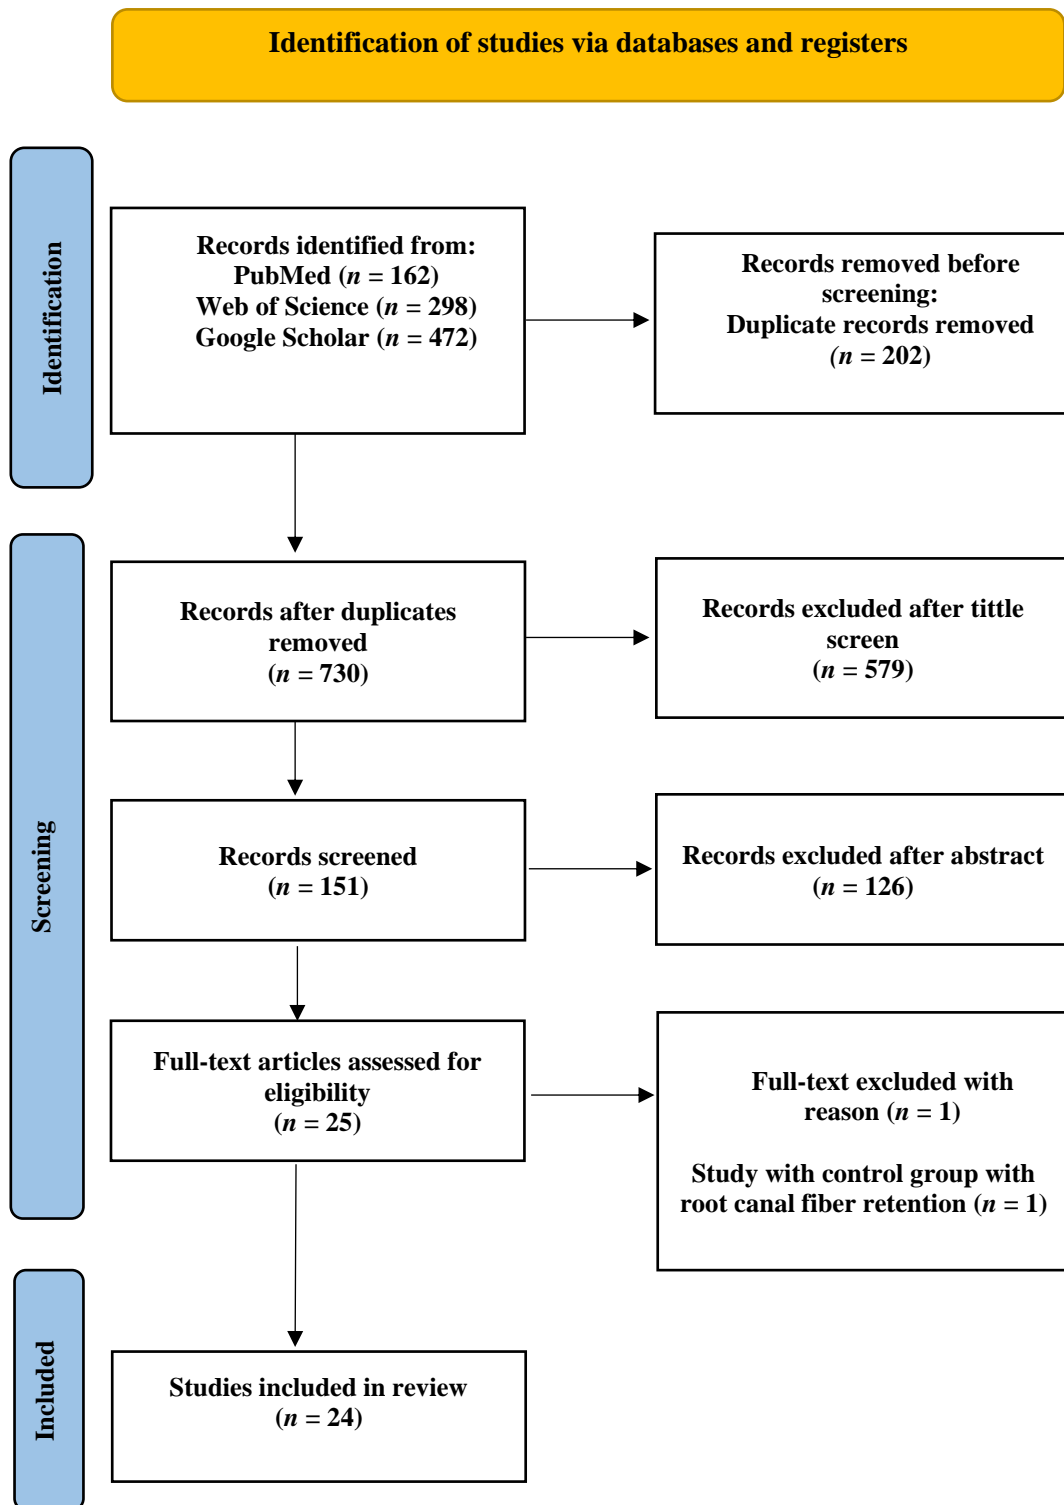 Identification of studies via databases and registers
Identification
Records identified from:
PubMed (n = 162)
Web of Science (n = 298)
Google Scholar (n = 472)
Records removed before
screening:
Duplicate records removed
(n = 202)
Screening
Records after duplicates
removed
(n = 730)
Records excluded after tittle
screen
(n = 579)
Records screened
(n = 151)
Records excluded after abstract
(n = 126)
Full-text articles assessed for
eligibility
(n = 25)
Full-text excluded with
reason (n = 1)
Study with control group with
root canal fiber retention (n = 1)
Included
Studies included in review
(n = 24)